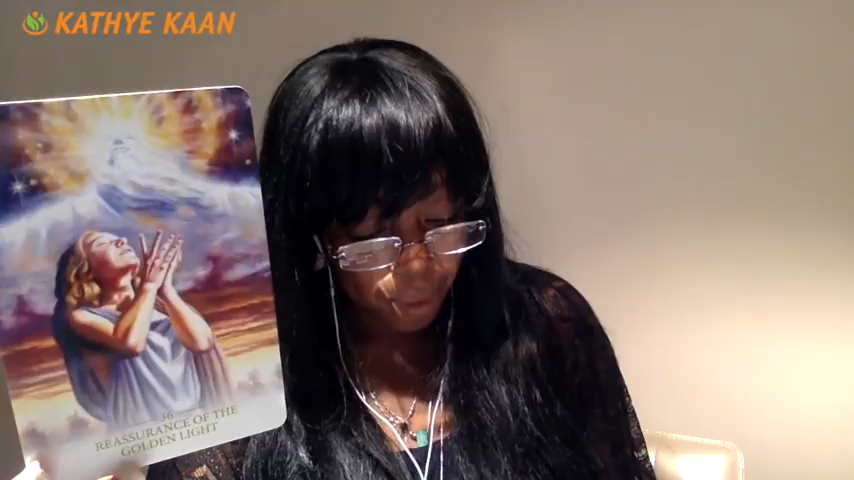 KATHYE KAAN
36
REASSURANCE OF THE
GOLDEN LIGHT